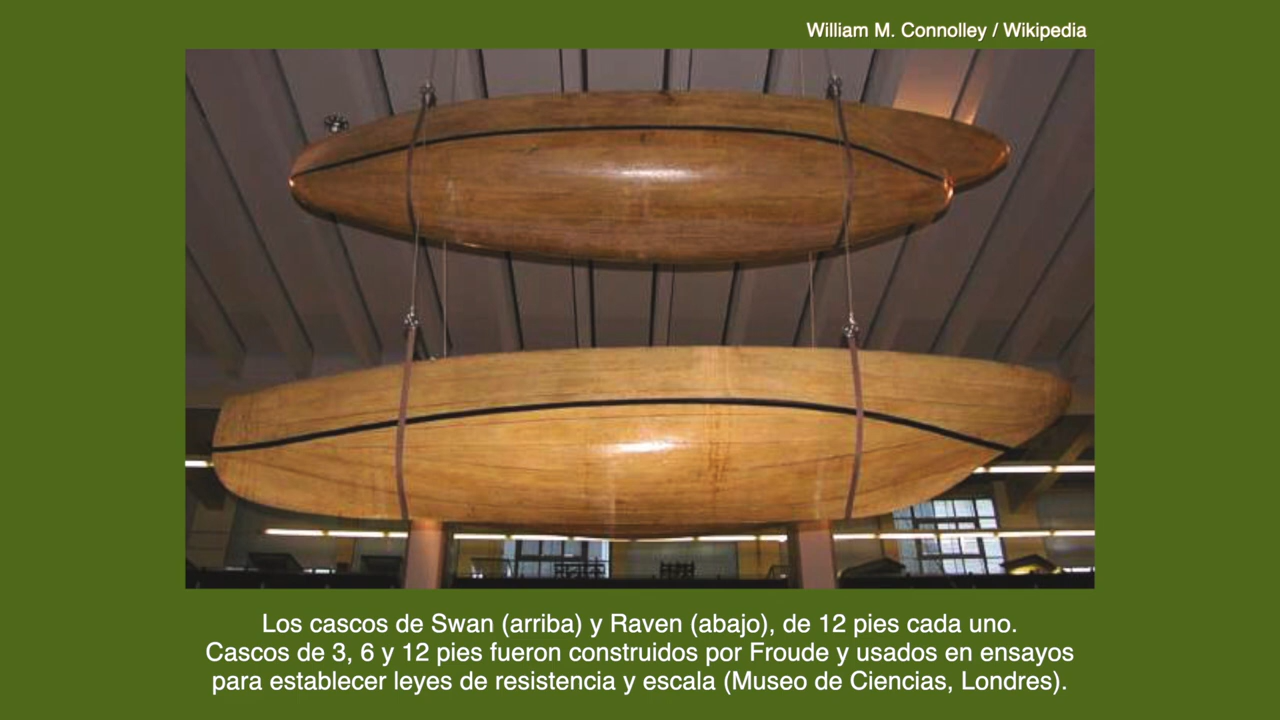 William M. Connolley / Wikipedia
Los cascos de Swan (arriba) y Raven (abajo), de 12 pies cada uno.
Cascos de 3, 6 y 12 pies fueron construidos por Froude y usados en ensayos
para establecer leyes de resistencia y escala (Museo de Ciencias, Londres).